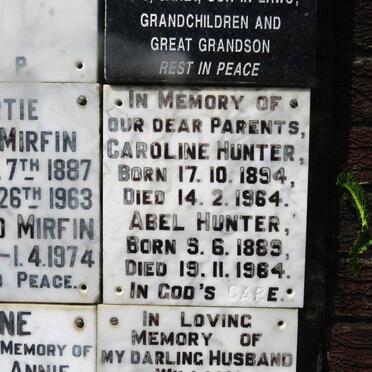 GRANDCHILDREN AND
GREAT GRANDSON
REST IN PEACE
P.
RTIE
MIRFIN
7TH 1887
26TH 1963
D MIRFIN
-1.4.1974
PEACE.
IN MEMORY OF
OUR DEAR PARENTS,
CAROLINE HUNTER,
BORN 17.10.1894,
DIED 14.2.1964.
ABEL HUNTER,
BORN 9.6.1889,
DIED 19.11.1964.
IN GOD'S CARE.
NE
MEMORY OF
ANNIE
IN LOVING
MEMORY OF
MY DARLING HUSBAND